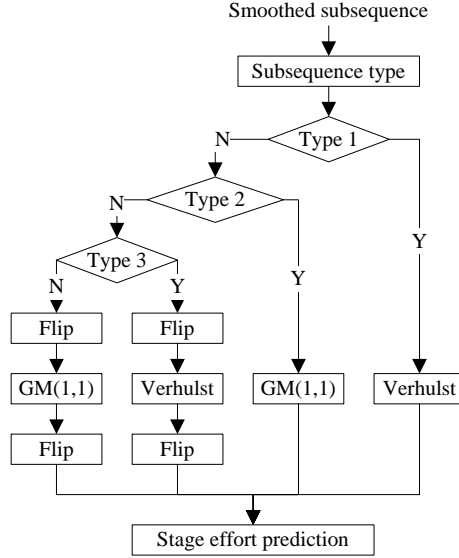 Smoothed subsequence
Subsequence type
Type 1
N
Type 2
N
Y
Type 3
Y
N
Y
Flip
Flip
GM(1,1)
Verhulst
GM(1,1)
Verhulst
Flip
Flip
Stage effort prediction